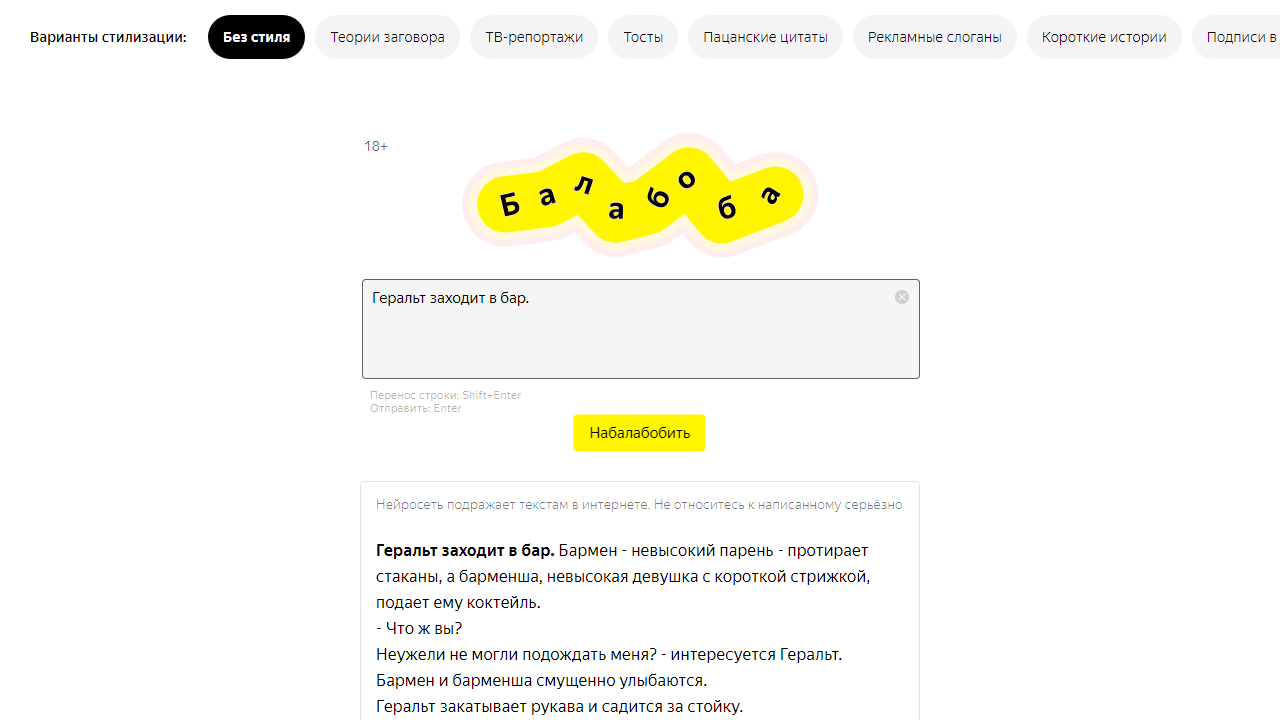 Варианты стилизации: Без стиля Теории заговора ТВ-репортажи Тосты Пацанские цитаты Рекламные слоганы Короткие истории Подписи в
18+
Балабоба
Геральт заходит в бар.
Перенос строки: Shift+Enter
Отправить: Enter
Набалабобить
Нейросеть подражает текстам в интернете. Не относитесь к написанному серьёзно
Геральт заходит в бар. Бармен - невысокий парень - протирает
стаканы, а барменша, невысокая девушка с короткой стрижкой,
подает ему коктейль.
- Что ж вы?
Неужели не могли подождать меня? - интересуется Геральт.
Бармен и барменша смущенно улыбаются.
Геральт закатывает рукава и садится за стойку.